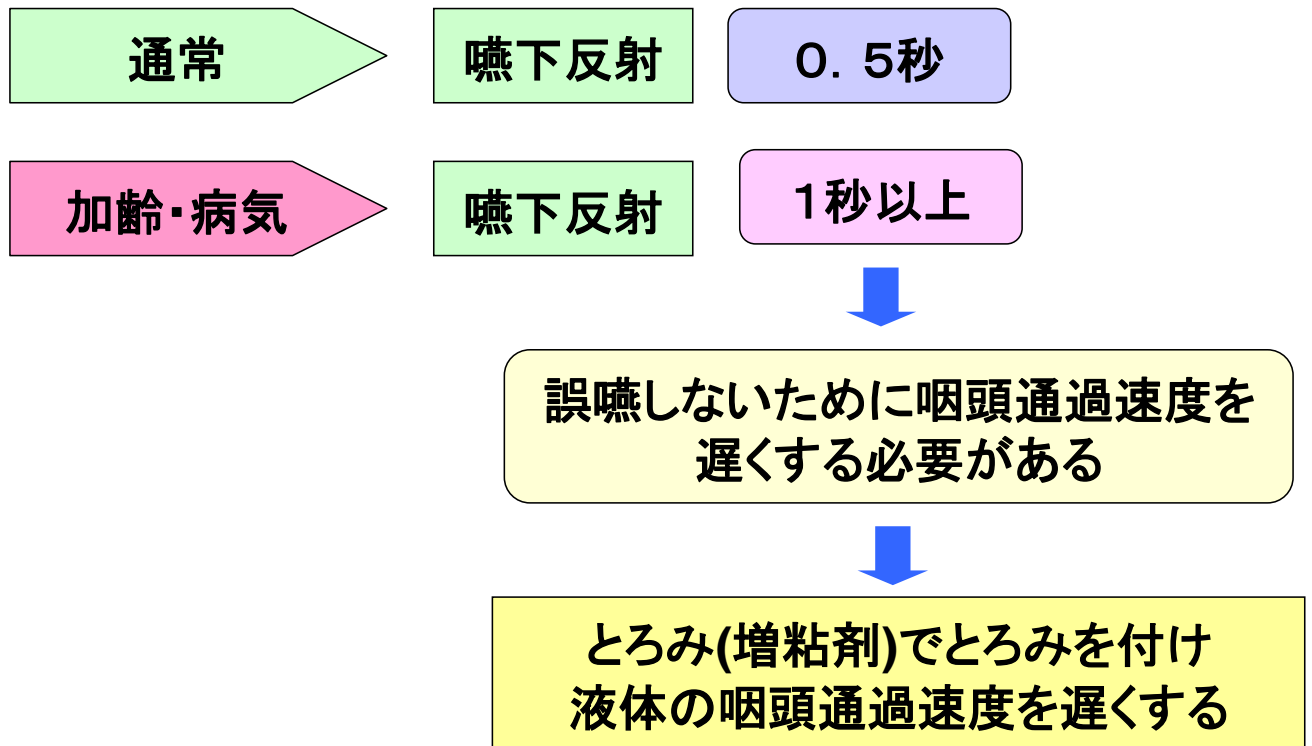 通常 嚥下反射 ０．５秒
加齢・病気 嚥下反射 １秒以上
誤嚥しないために咽頭通過速度を
遅くする必要がある
とろみ(増粘剤)でとろみを付け
液体の咽頭通過速度を遅くする